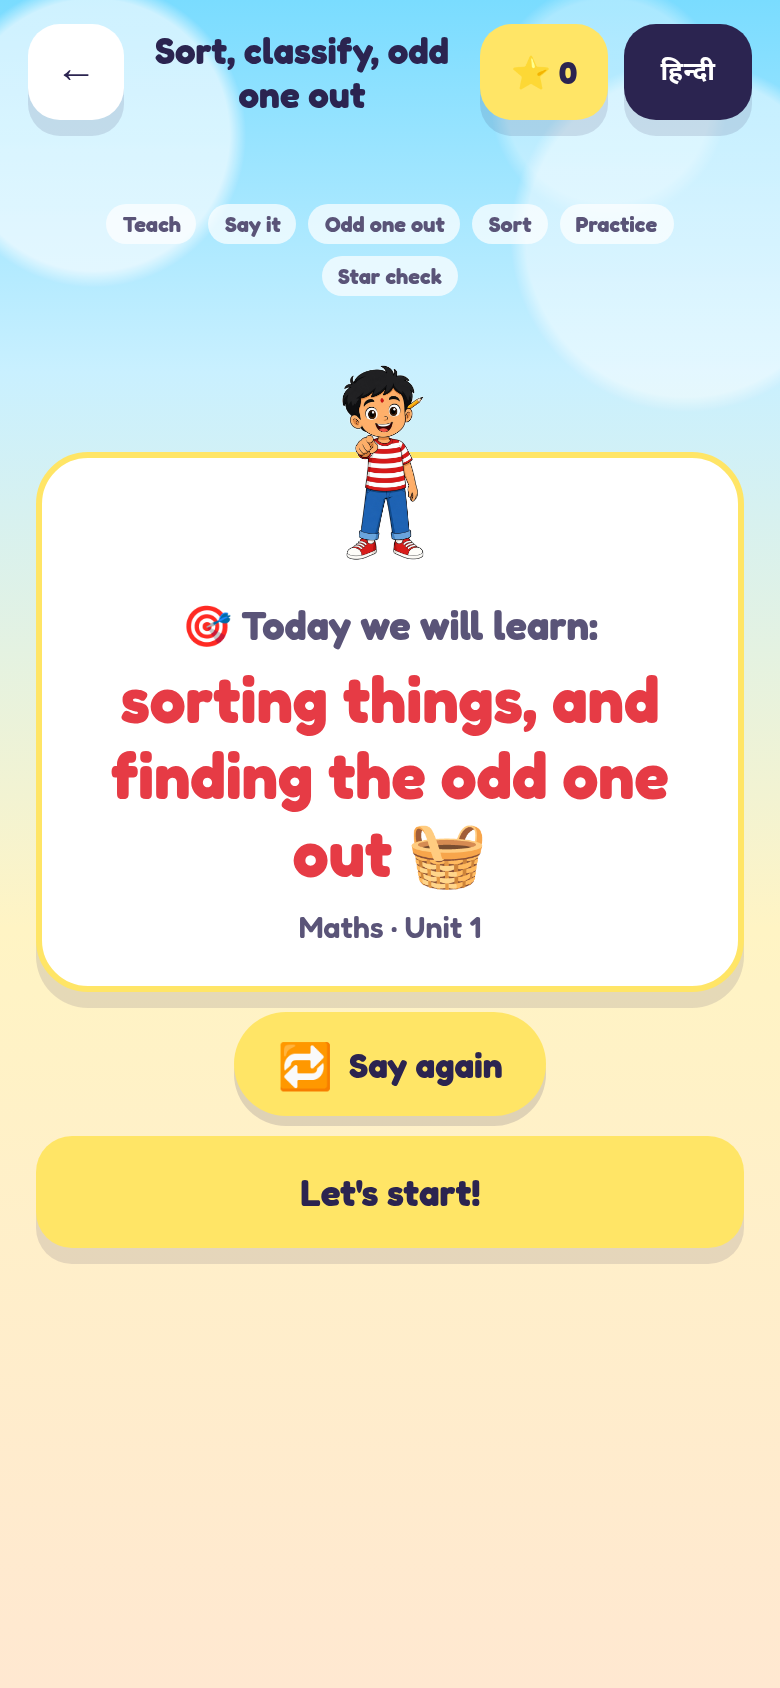 ←
Sort, classify, odd
one out
⭐ 0
हिन्दी
Teach
Say it
Odd one out
Sort
Practice
Star check
🎯 Today we will learn:
sorting things, and
finding the odd one
out 🧺
Maths · Unit 1
🔁 Say again
Let's start!